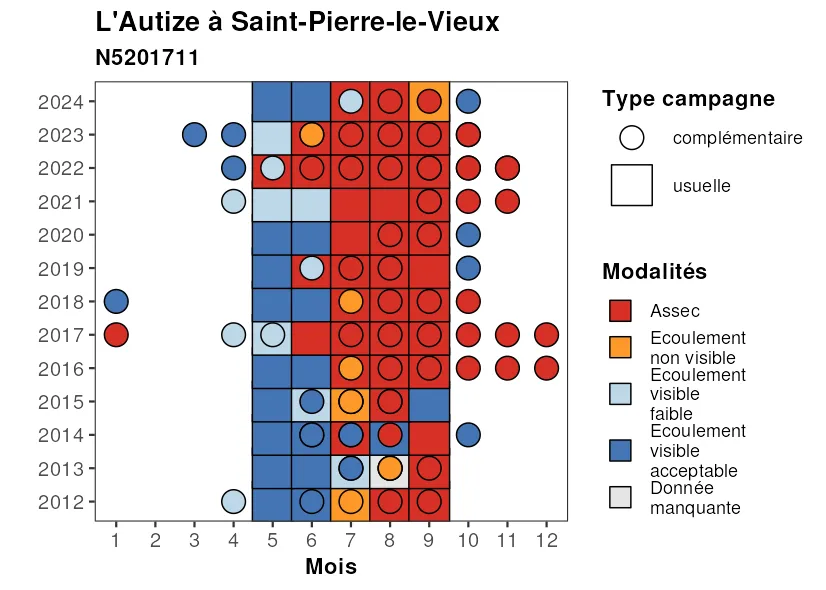 L'Autize à Saint-Pierre-le-Vieux
N5201711
2024
2023
2022
2021
2020
2019
2018
2017
2016
2015
2014
2013
2012
1 2 3 4 5 6 7 8 9 10 11 12
Mois
Type campagne
complémentaire
usuelle
Modalités
Assec
Ecoulement
non visible
Ecoulement
visible
faible
Ecoulement
visible
acceptable
Donnée
manquante